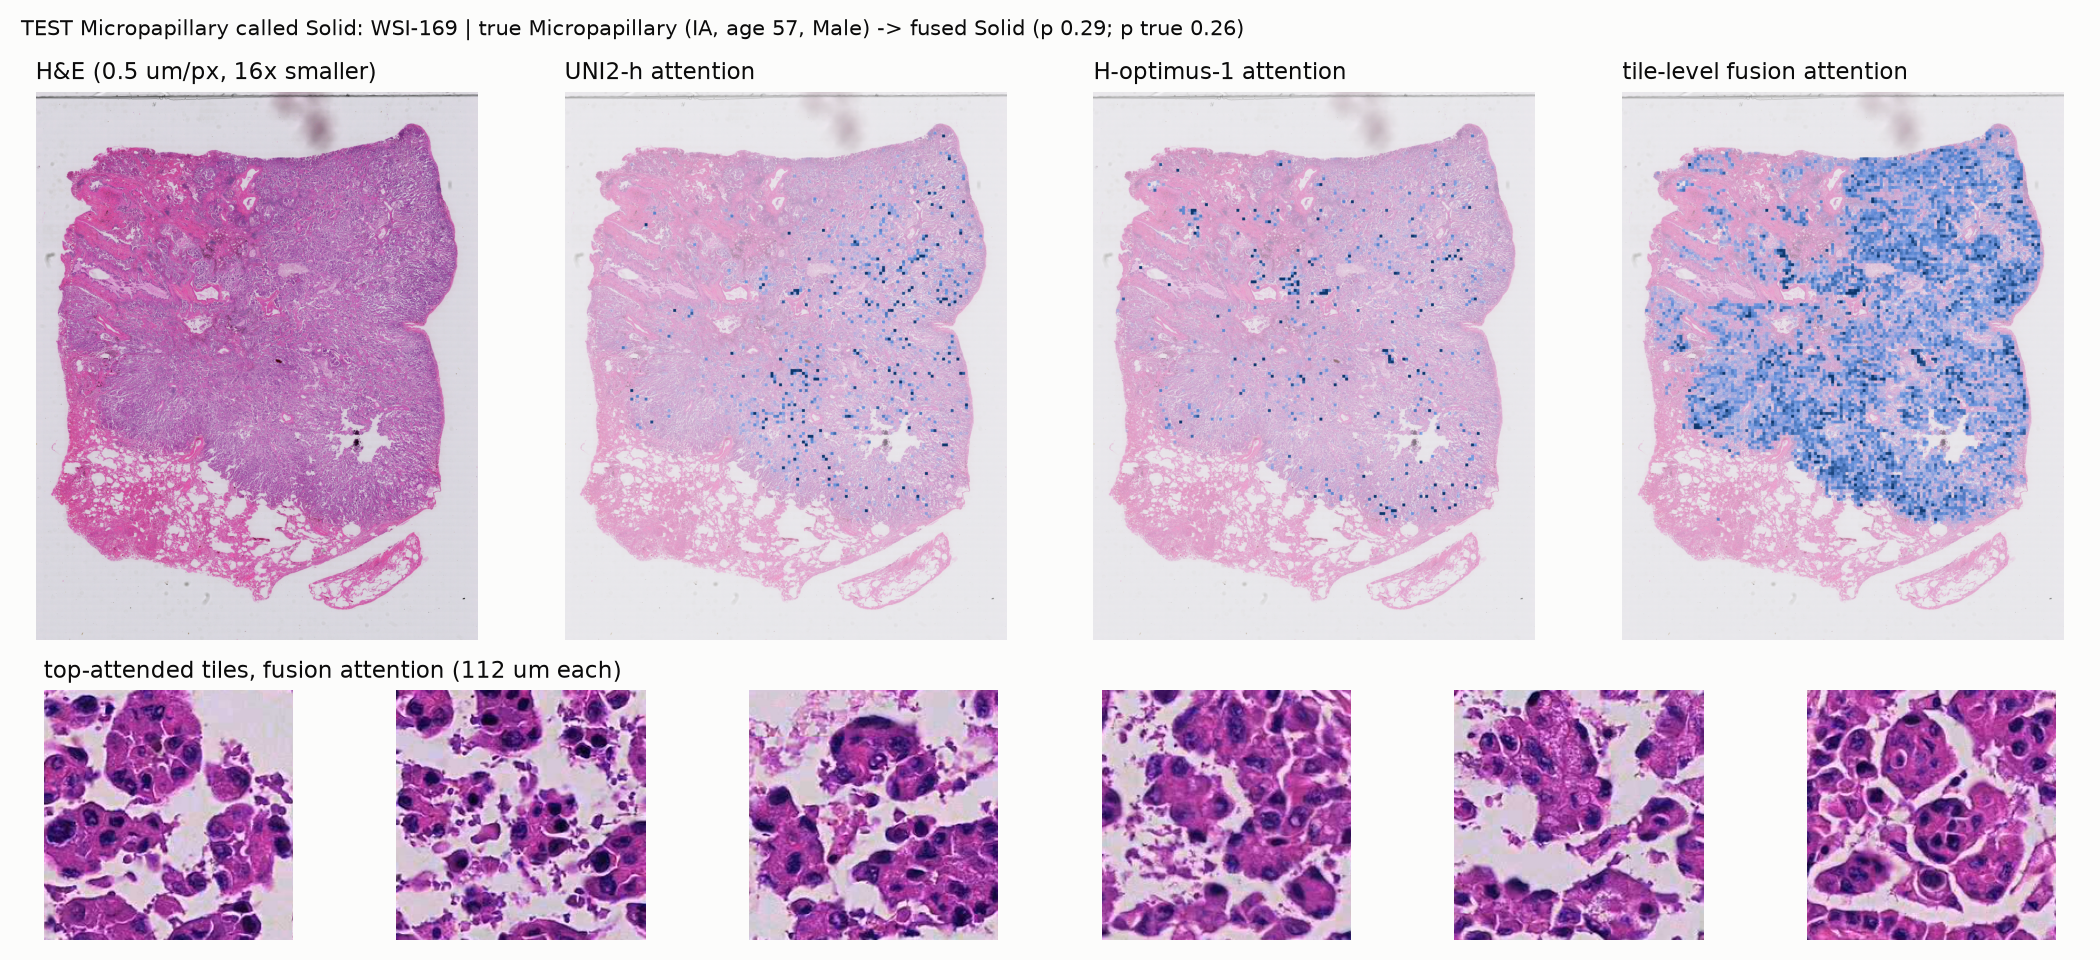 TEST Micropapillary called Solid: WSI-169 | true Micropapillary (IA, age 57, Male) -> fused Solid (p 0.29; p true 0.26)
H&E (0.5 um/px, 16x smaller)
UNI2-h attention
H-optimus-1 attention
tile-level fusion attention
top-attended tiles, fusion attention (112 um each)